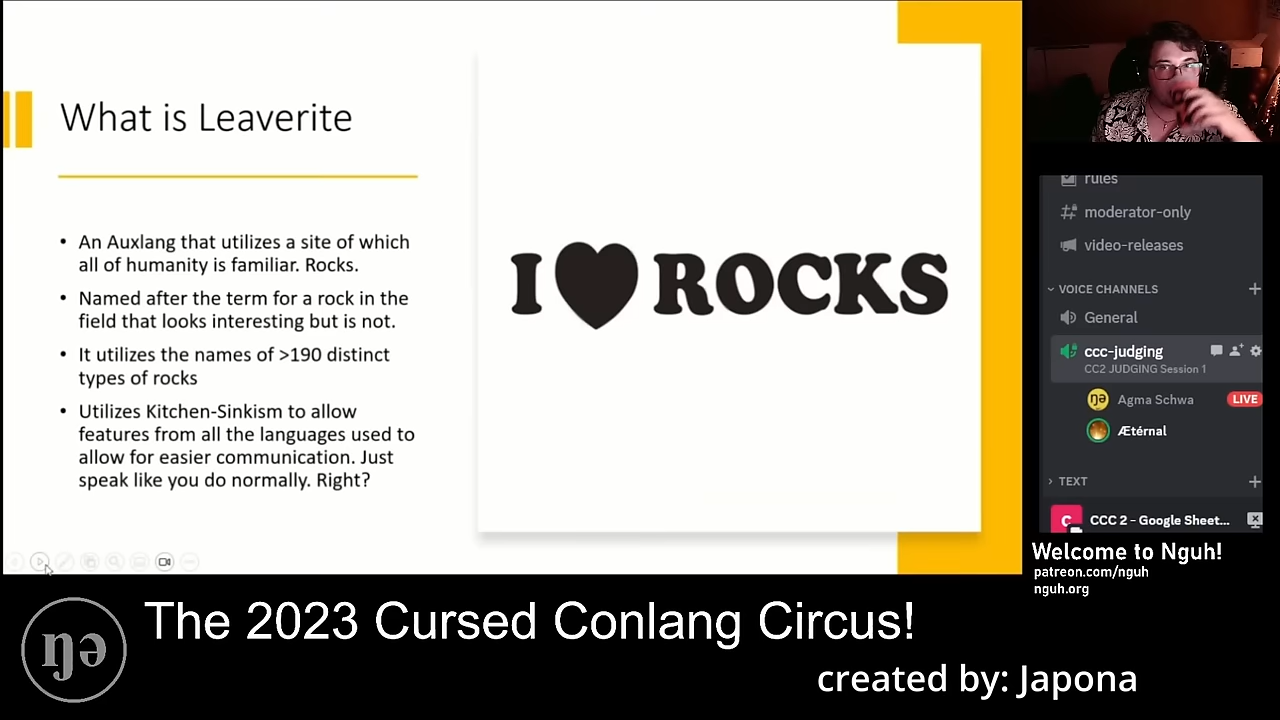 What is Leaverite
• An Auxlang that utilizes a site of which
all of humanity is familiar. Rocks.
• Named after the term for a rock in the
field that looks interesting but is not.
• It utilizes the names of >190 distinct
types of rocks
• Utilizes Kitchen-Sinkism to allow
features from all the languages used to
allow for easier communication. Just
speak like you do normally. Right?
I ♥ ROCKS
rules
moderator-only
video-releases
VOICE CHANNELS
General
ccc-judging
CC2 JUDGING Session 1
ŋə Agma Schwa LIVE
Ætérnal
TEXT
C CCC 2 – Google Sheet...
Welcome to Nguh!
patreon.com/nguh
nguh.org
ŋə
The 2023 Cursed Conlang Circus!
created by: Japona